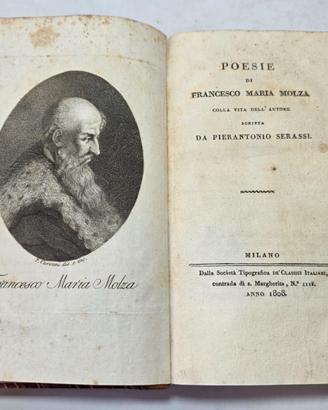 Francesco Maria Molza
POESIE
DI
FRANCESCO MARIA MOLZA
COLLA VITA DELL' AUTORE
SCRITTA
DA PIERANTONIO SERASSI.
MILANO
Dalla Società Tipografica DE' CLASSICI ITALIANI,
contrada di s. Margherita, N.° 1118.
ANNO 1808.